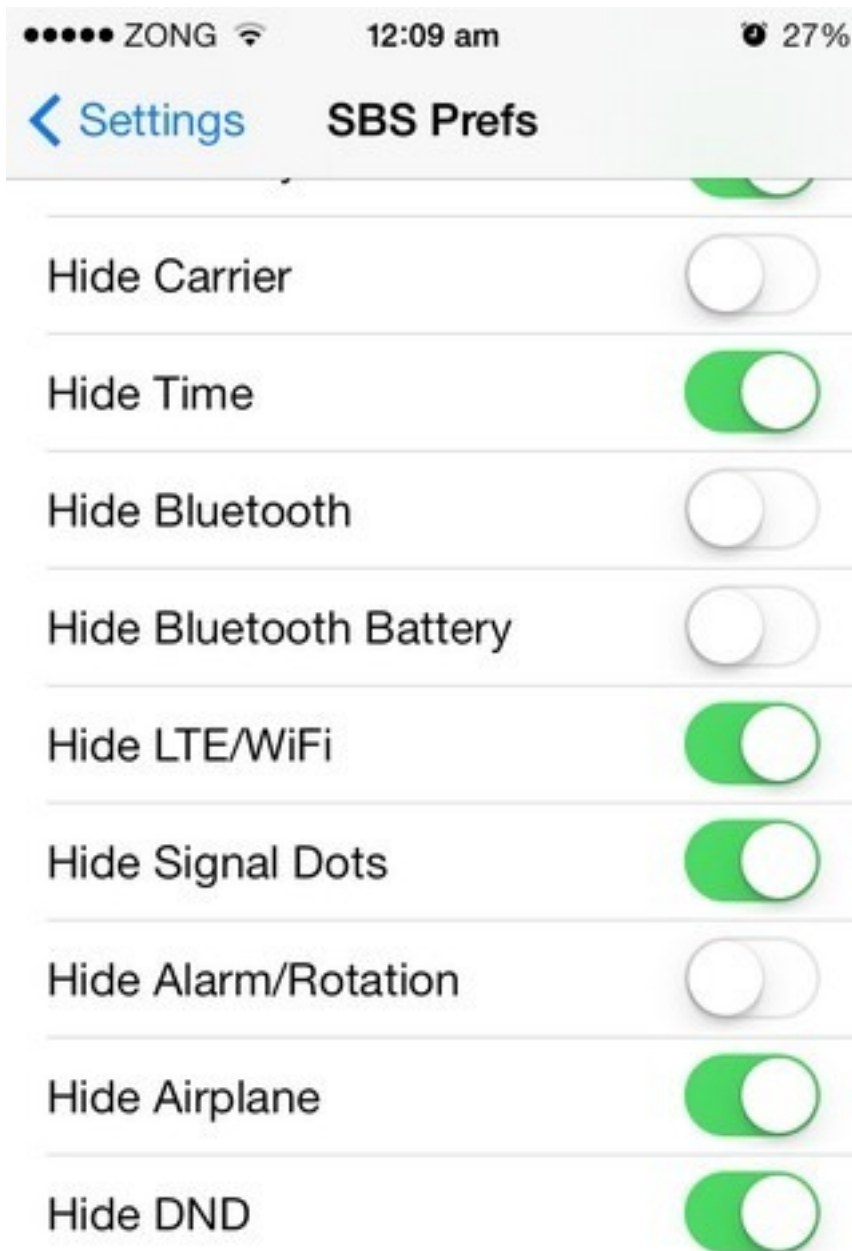 ZONG 12:09 am 27%
Settings SBS Prefs
Hide Carrier
Hide Time
Hide Bluetooth
Hide Bluetooth Battery
Hide LTE/WiFi
Hide Signal Dots
Hide Alarm/Rotation
Hide Airplane
Hide DND